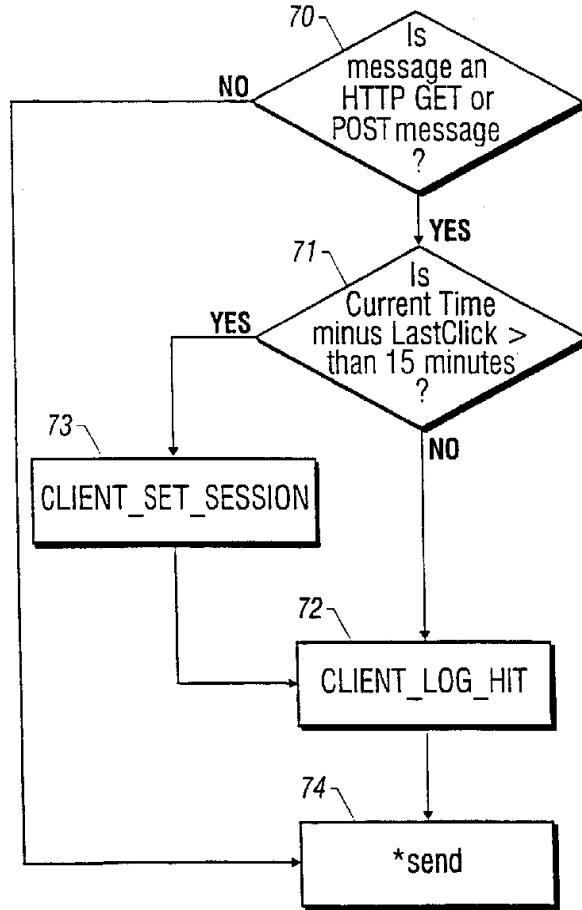 70
Is
message an
HTTP GET or
POST message
?
NO
YES
71
Is
Current Time
minus LastClick >
than 15 minutes
?
YES
NO
73
CLIENT_SET_SESSION
72
CLIENT_LOG_HIT
74
*send